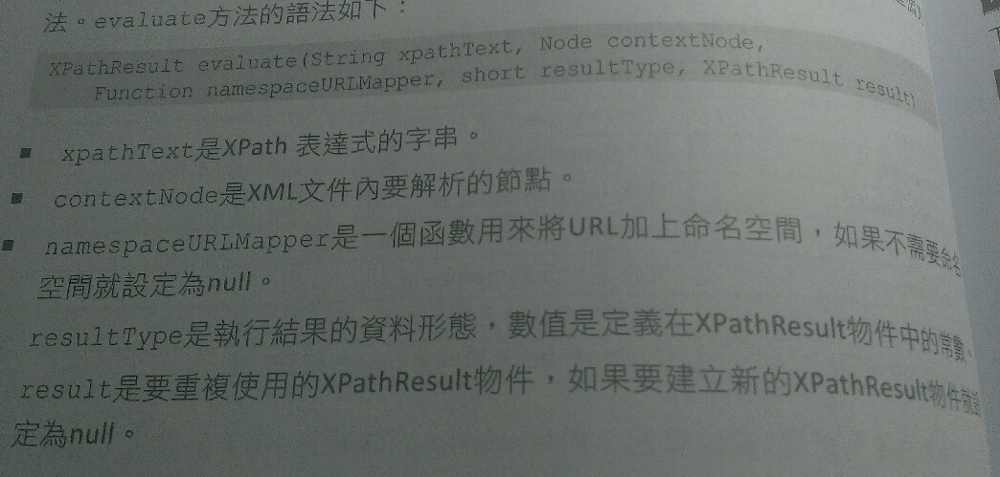 法。evaluate方法的語法如下：
XPathResult evaluate(String xpathText, Node contextNode,
Function namespaceURLMapper, short resultType, XPathResult result)
▪ xpathText是XPath 表達式的字串。
▪ contextNode是XML文件內要解析的節點。
▪ namespaceURLMapper是一個函數用來將URL加上命名空間，如果不需要命名
空間就設定為null。
resultType是執行結果的資料形態，數值是定義在XPathResult物件中的常數。
result是要重複使用的XPathResult物件，如果要建立新的XPathResult物件就設
定為null。